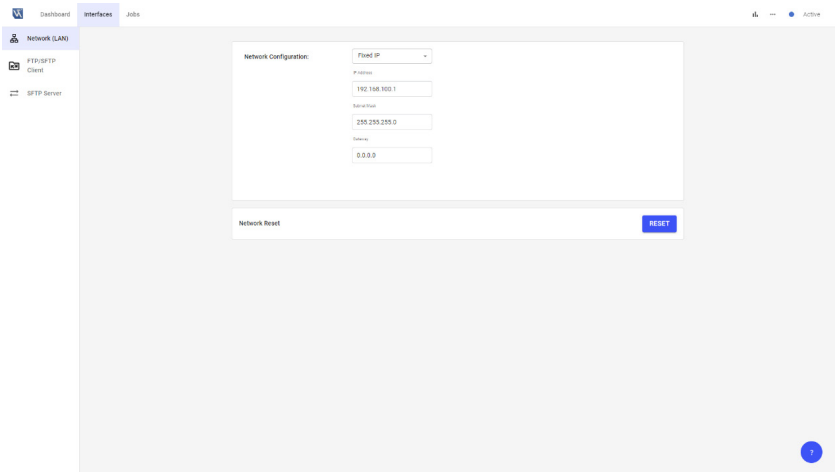 Dashboard
Interfaces
Jobs
...
Active
Network (LAN)
FTP/SFTP
Client
SFTP Server
Network Configuration:
Fixed IP
IP Address
192.168.100.1
Subnet Mask
255.255.255.0
Gateway
0.0.0.0
Network Reset
RESET
?